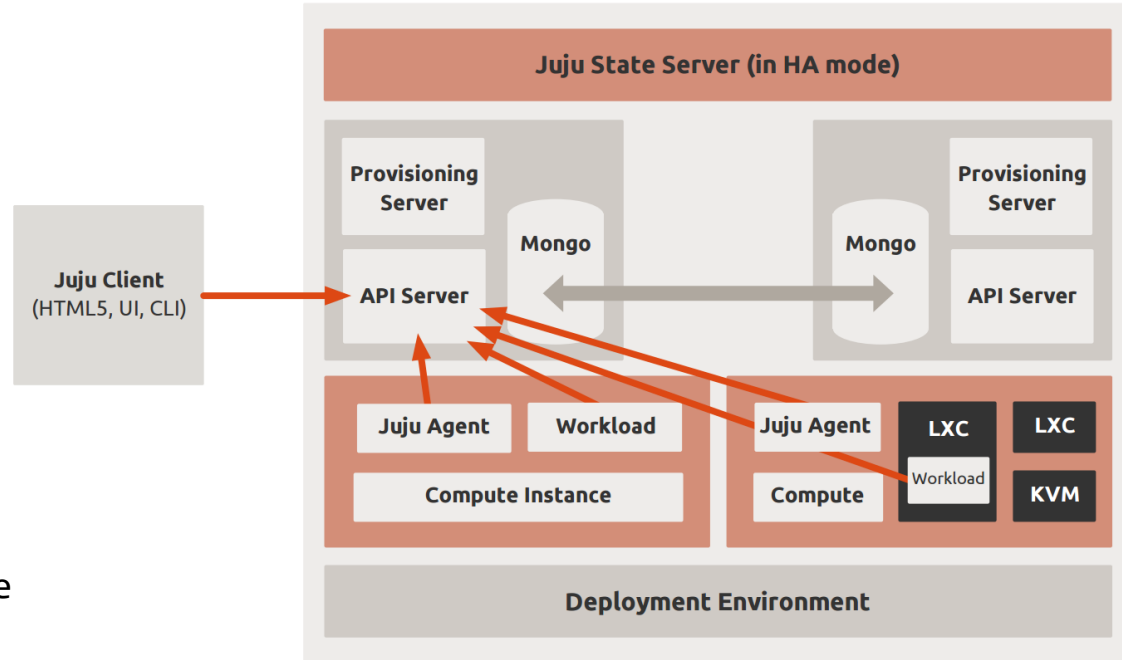 Juju State Server (in HA mode)
Provisioning
Server
Mongo
API Server
Provisioning
Server
Mongo
API Server
Juju Client
(HTML5, UI, CLI)
Juju Agent
Workload
Compute Instance
Juju Agent
Compute
LXC
Workload
LXC
KVM
e
Deployment Environment